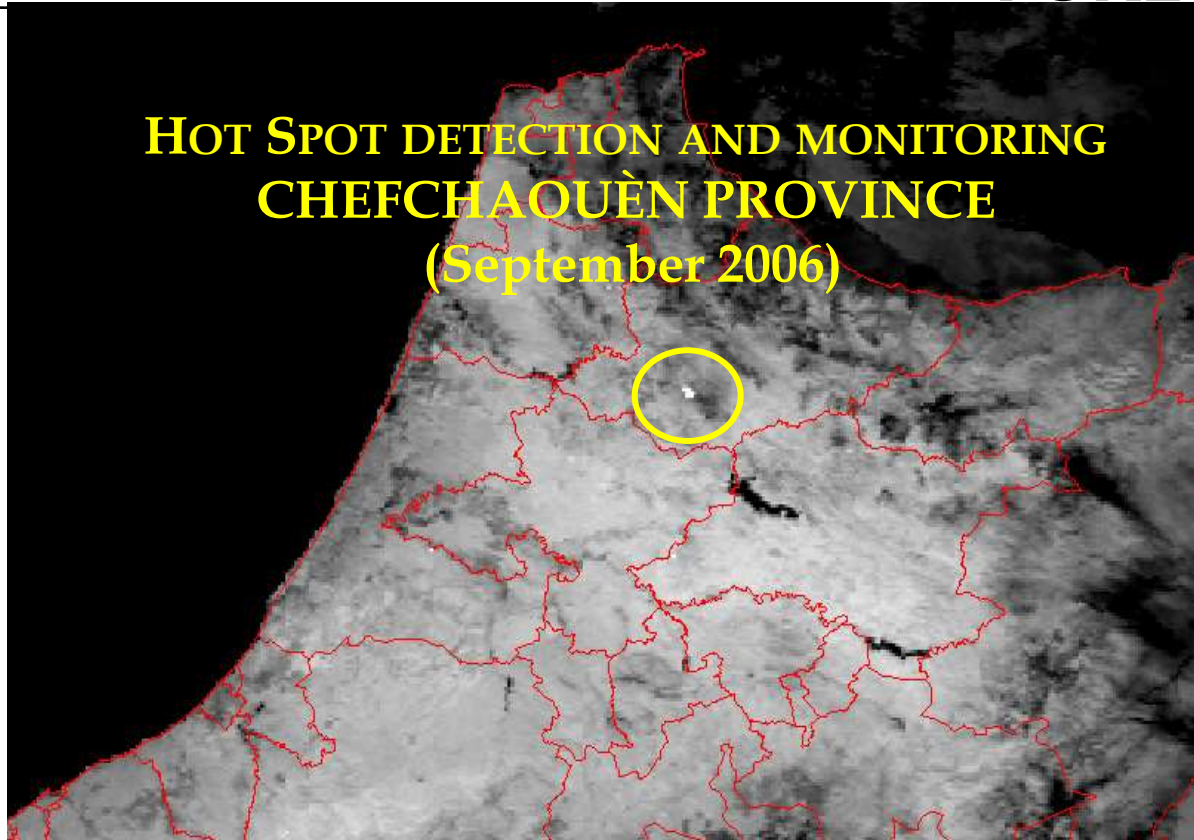 HOT SPOT DETECTION AND MONITORING
CHEFCHAOUÈN PROVINCE
(September 2006)